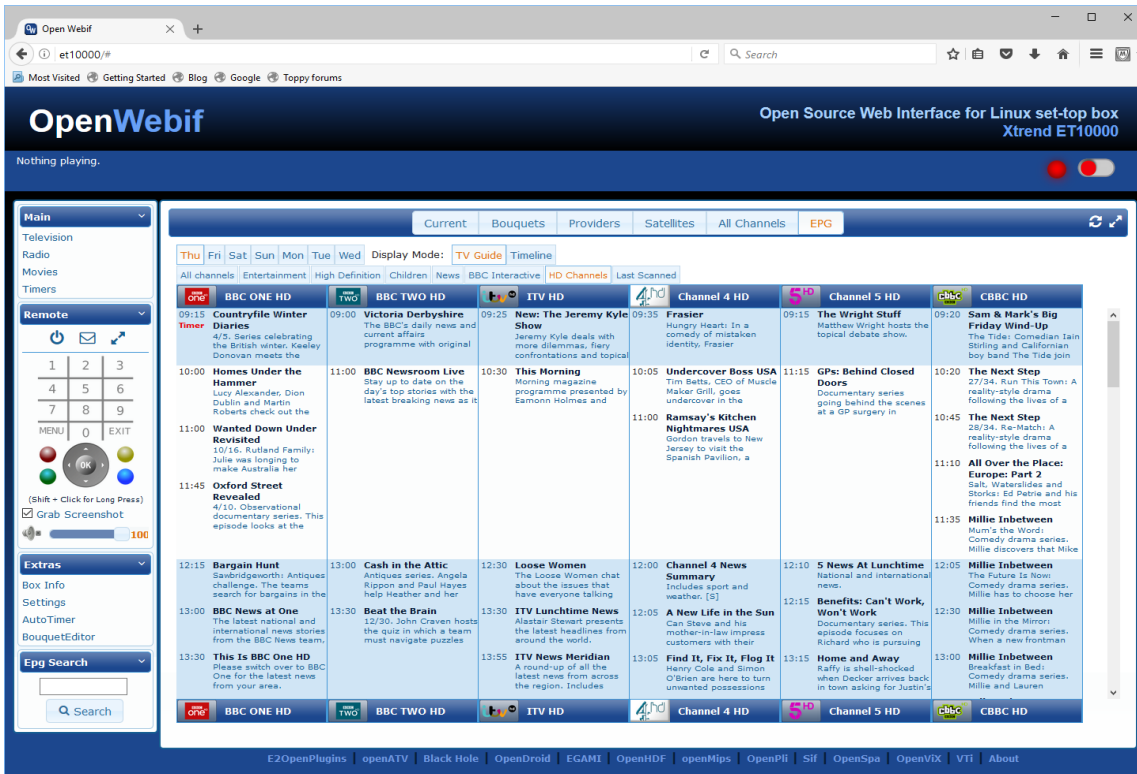 Open Webif
et10000/#
Search
Most Visited Getting Started Blog Google Toppy forums
OpenWebif
Open Source Web Interface for Linux set-top box
Xtrend ET10000
Nothing playing.
Main
Television
Radio
Movies
Timers
Remote
1 2 3
4 5 6
7 8 9
MENU 0 EXIT
OK
(Shift + Click for Long Press)
Grab Screenshot
100
Extras
Box Info
Settings
AutoTimer
BouquetEditor
Epg Search
Search
Current Bouquets Providers Satellites All Channels EPG
Thu Fri Sat Sun Mon Tue Wed Display Mode: TV Guide Timeline
All channels Entertainment High Definition Children News BBC Interactive HD Channels Last Scanned
BBC ONE HD
09:15 Countryfile Winter
Timer Diaries
4/5. Series celebrating
the British winter. Keeley
Donovan meets the
10:00 Homes Under the
Hammer
Lucy Alexander, Dion
Dublin and Martin
Roberts check out the
11:00 Wanted Down Under
Revisited
10/16. Rutland Family:
Julie was longing to
make Australia her
11:45 Oxford Street
Revealed
4/10. Observational
documentary series. This
episode looks at the
12:15 Bargain Hunt
Sawbridgeworth: Antiques
challenge. The teams
search for bargains in the
13:00 BBC News at One
The latest national and
international news stories
from the BBC News team,
13:30 This Is BBC One HD
Please switch over to BBC
One for the latest news
from your area.
BBC ONE HD
BBC TWO HD
09:00 Victoria Derbyshire
The BBC's daily news and
current affairs
programme with original
11:00 BBC Newsroom Live
Stay up to date on the
day's top stories with the
latest breaking news as it
13:00 Cash in the Attic
Antiques series. Angela
Rippon and Paul Hayes
help Heather and her
13:30 Beat the Brain
12/30. John Craven hosts
the quiz in which a team
must navigate puzzles
BBC TWO HD
ITV HD
09:25 New: The Jeremy Kyle
Show
Jeremy Kyle deals with
more dilemmas, fiery
confrontations and topical
10:30 This Morning
Morning magazine
programme presented by
Eamonn Holmes and
12:30 Loose Women
The Loose Women chat
about the issues that
have everyone talking
13:30 ITV Lunchtime News
Alastair Stewart presents
the latest headlines from
around the world.
13:55 ITV News Meridian
A round-up of all the
latest news from across
the region. Includes
ITV HD
Channel 4 HD
09:35 Frasier
Hungry Heart: In a
comedy of mistaken
identity, Frasier
10:05 Undercover Boss USA
Tim Betts, CEO of Muscle
Maker Grill, goes
undercover in the
11:00 Ramsay's Kitchen
Nightmares USA
Gordon travels to New
Jersey to visit the
Spanish Pavilion, a
12:00 Channel 4 News
Summary
Includes sport and
weather. [S]
12:05 A New Life in the Sun
Can Steve and his
mother-in-law impress
customers with their
13:05 Find It, Fix It, Flog It
Henry Cole and Simon
O'Brien are here to turn
unwanted possessions
Channel 4 HD
Channel 5 HD
09:15 The Wright Stuff
Matthew Wright hosts the
topical debate show.
11:15 GPs: Behind Closed
Doors
Documentary series
going behind the scenes
at a GP surgery in
12:10 5 News At Lunchtime
National and international
news.
12:15 Benefits: Can't Work,
Won't Work
Documentary series. This
episode focuses on
Richard who is pursuing
13:15 Home and Away
Raffy is shell-shocked
when Decker arrives back
in town asking for Justin's
Channel 5 HD
CBBC HD
09:20 Sam & Mark's Big
Friday Wind-Up
The Tide: Comedian Iain
Stirling and Californian
boy band The Tide join
10:20 The Next Step
27/34. Run This Town: A
reality-style drama
following the lives of a
10:45 The Next Step
28/34. Re-Match: A
reality-style drama
following the lives of a
11:10 All Over the Place:
Europe: Part 2
Salt, Waterslides and
Storks: Ed Petrie and his
friends find the most
11:35 Millie Inbetween
Mum's the Word:
Comedy drama series.
Millie discovers that Mike
12:05 Millie Inbetween
The Future Is Now:
Comedy drama series.
Millie has to choose her
12:30 Millie Inbetween
Millie in the Mirror:
Comedy drama series.
When a new frontman
13:00 Millie Inbetween
Breakfast in Bed:
Comedy drama series.
Millie and Lauren
CBBC HD
E2OpenPlugins | openATV | Black Hole | OpenDroid | EGAMI | OpenHDF | openMips | OpenPli | Sif | OpenSpa | OpenViX | VTi | About